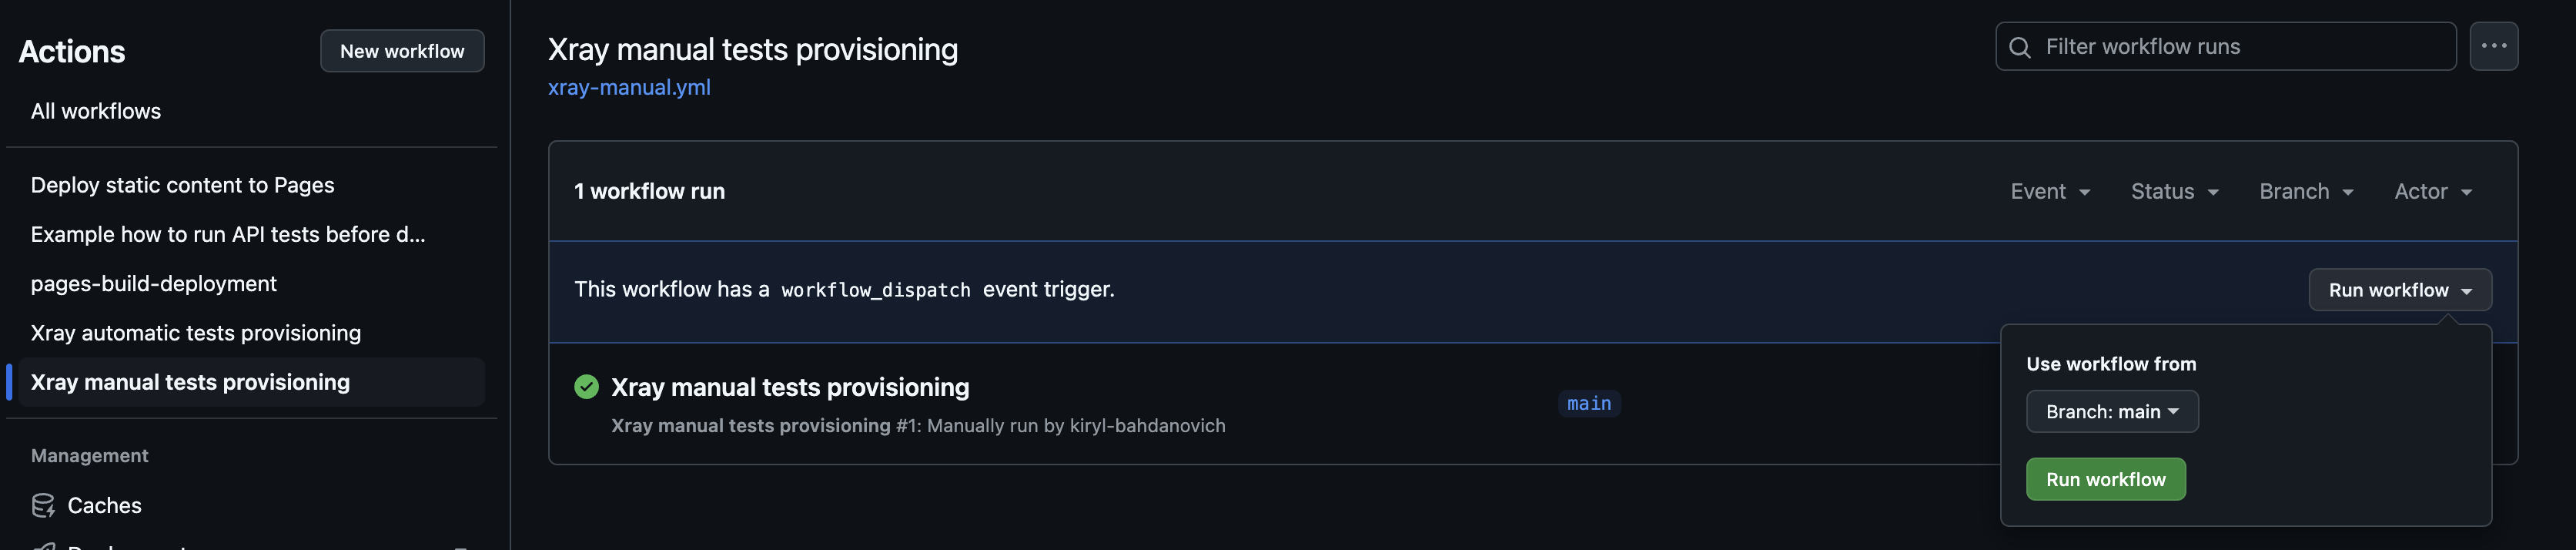 Actions
New workflow
All workflows
Deploy static content to Pages
Example how to run API tests before d...
pages-build-deployment
Xray automatic tests provisioning
Xray manual tests provisioning
Management
Caches
Xray manual tests provisioning
xray-manual.yml
Filter workflow runs
1 workflow run
Event
Status
Branch
Actor
This workflow has a workflow_dispatch event trigger.
Run workflow
Xray manual tests provisioning
Xray manual tests provisioning #1: Manually run by kiryl-bahdanovich
main
Use workflow from
Branch: main
Run workflow